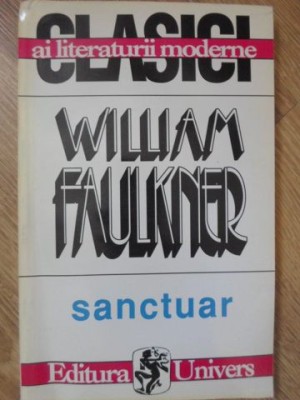 CLASICI
ai literaturii moderne
WILLIAM
FAULKNER
sanctuar
Editura Univers